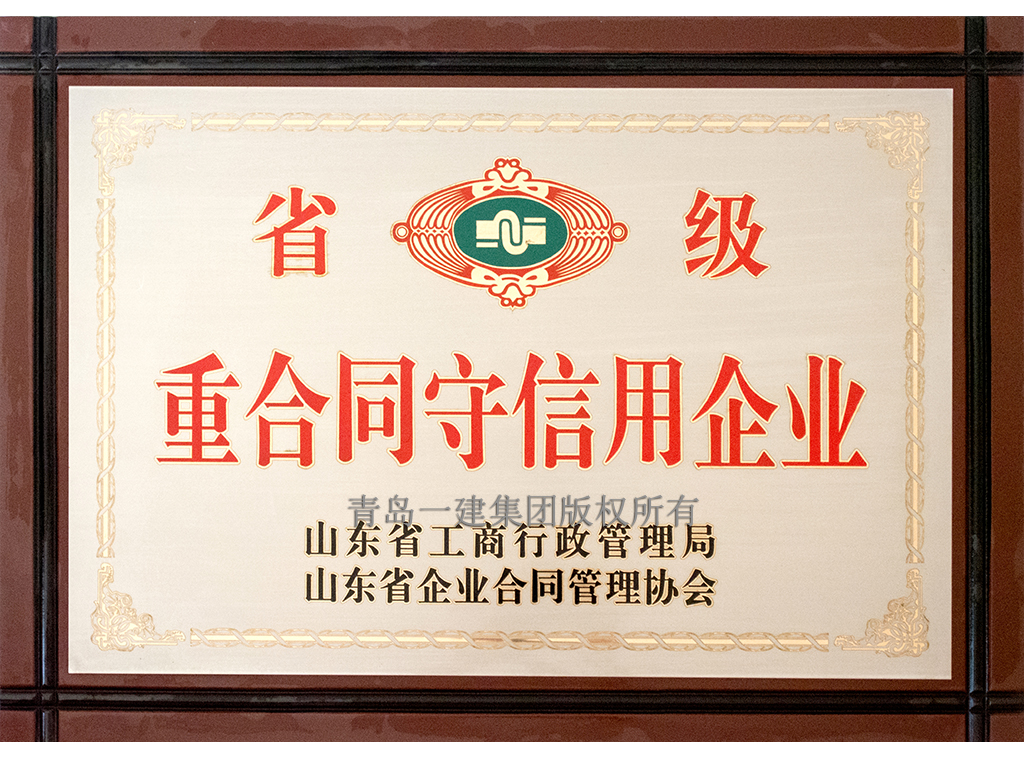 省 级
重合同守信用企业
青岛一建集团版权所有
山东省工商行政管理局
山东省企业合同管理协会